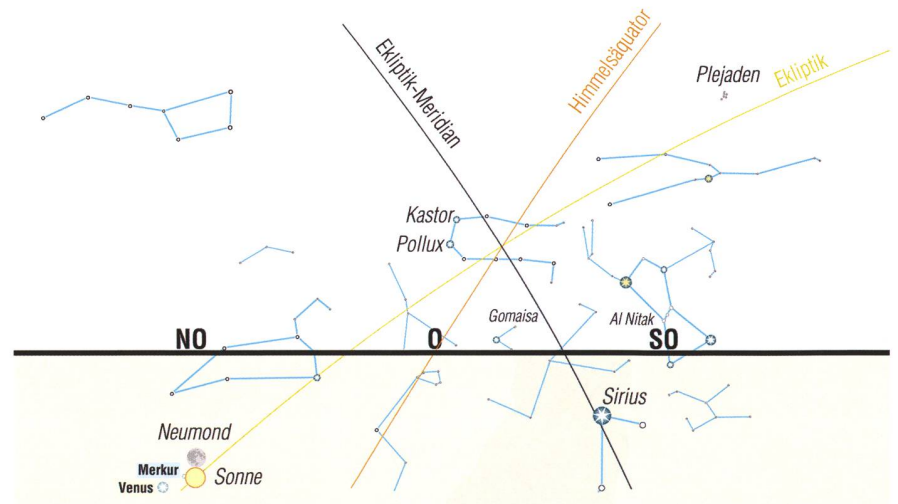 Ekliptik-Meridian
Himmelsäquator
Plejaden
Ekliptik
Kastor
Pollux
Gomaisa
Al Nitak
NO
O
SO
Sirius
Neumond
Merkur
Sonne
Venus